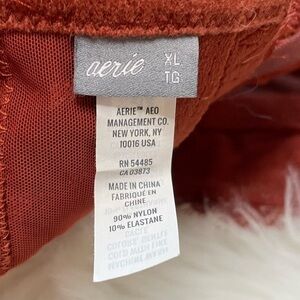 aerie XL
TG
AERIE™ AEO
MANAGEMENT CO.
NEW YORK, NY
10016 USA
RN 54485
CA 03873
MADE IN CHINA
FABRIQUÉ EN
CHINE
90% NYLON
10% ELASTANE